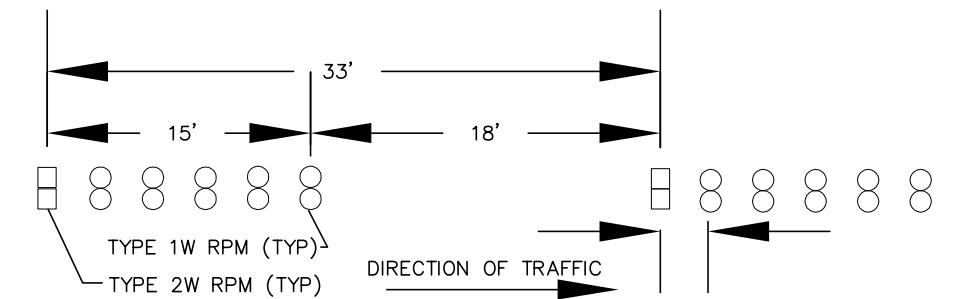 33'
15'
18'
TYPE 1W RPM (TYP)
TYPE 2W RPM (TYP)
DIRECTION OF TRAFFIC